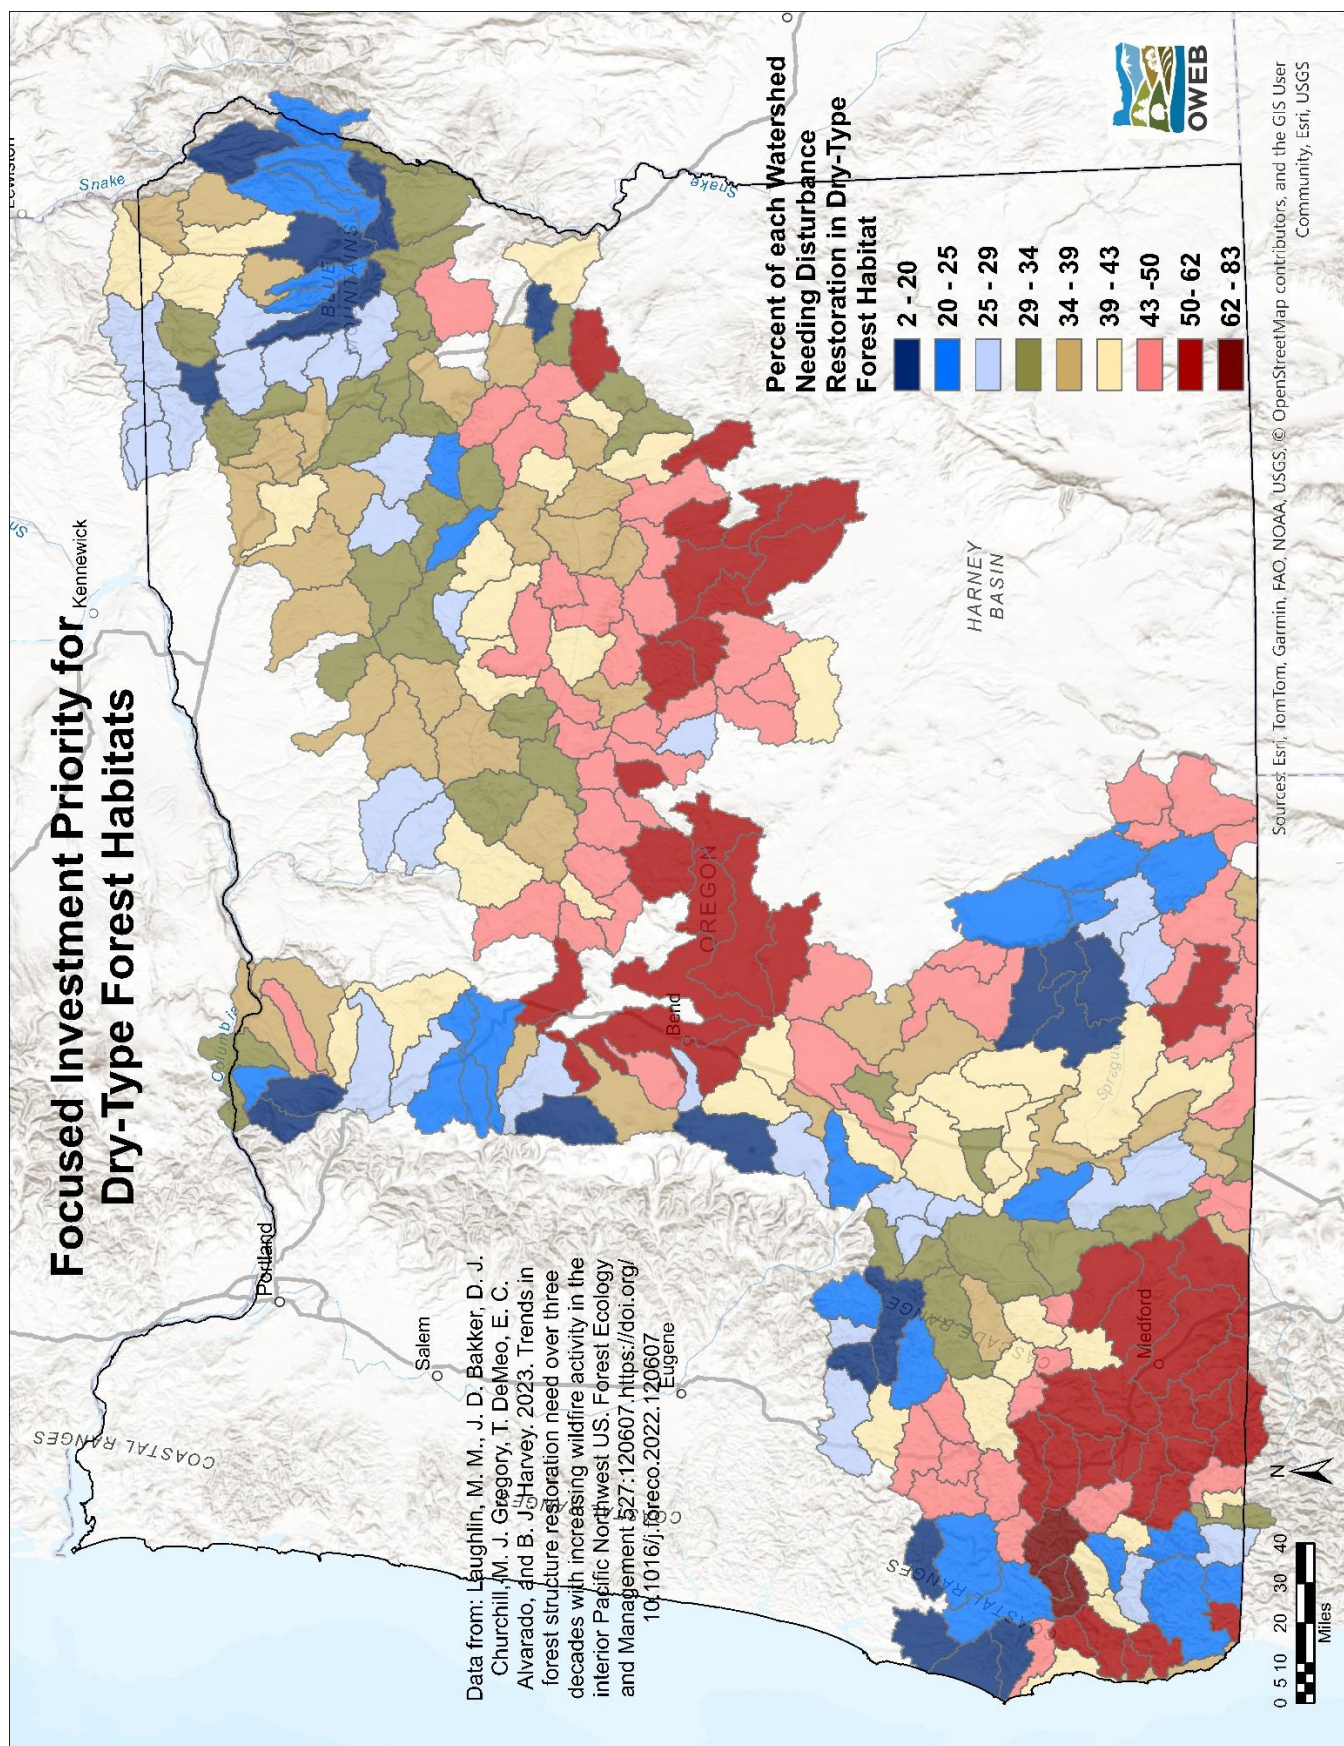 Focused Investment Priority for
Dry-Type Forest Habitats
Kennewick
Snake
Columbia
Portland
Salem
COASTAL RANGES
BLUE
MOUNTAINS
Snake
Data from: Laughlin, M. M., J. D. Bakker, D. J.
Churchill, M. J. Gregory, T. DeMeo, E. C.
Alvarado, and B. J. Harvey. 2023. Trends in
forest structure restoration need over three
decades with increasing wildfire activity in the
interior Pacific Northwest US. Forest Ecology
and Management 527:120607.https://doi.org/
10.1016/j.foreco.2022.120607
Eugene
Bend
OREGON
HARNEY
BASIN
CASCADE RANGE
COASTAL RANGES
Sprague
Medford
Percent of each Watershed
Needing Disturbance
Restoration in Dry-Type
Forest Habitat
2 - 20
20 - 25
25 - 29
29 - 34
34 - 39
39 - 43
43 -50
50- 62
62 - 83
OWEB
N
0 5 10 20 30 40
Miles
Sources: Esri, TomTom, Garmin, FAO, NOAA, USGS, © OpenStreetMap contributors, and the GIS User
Community, Esri, USGS